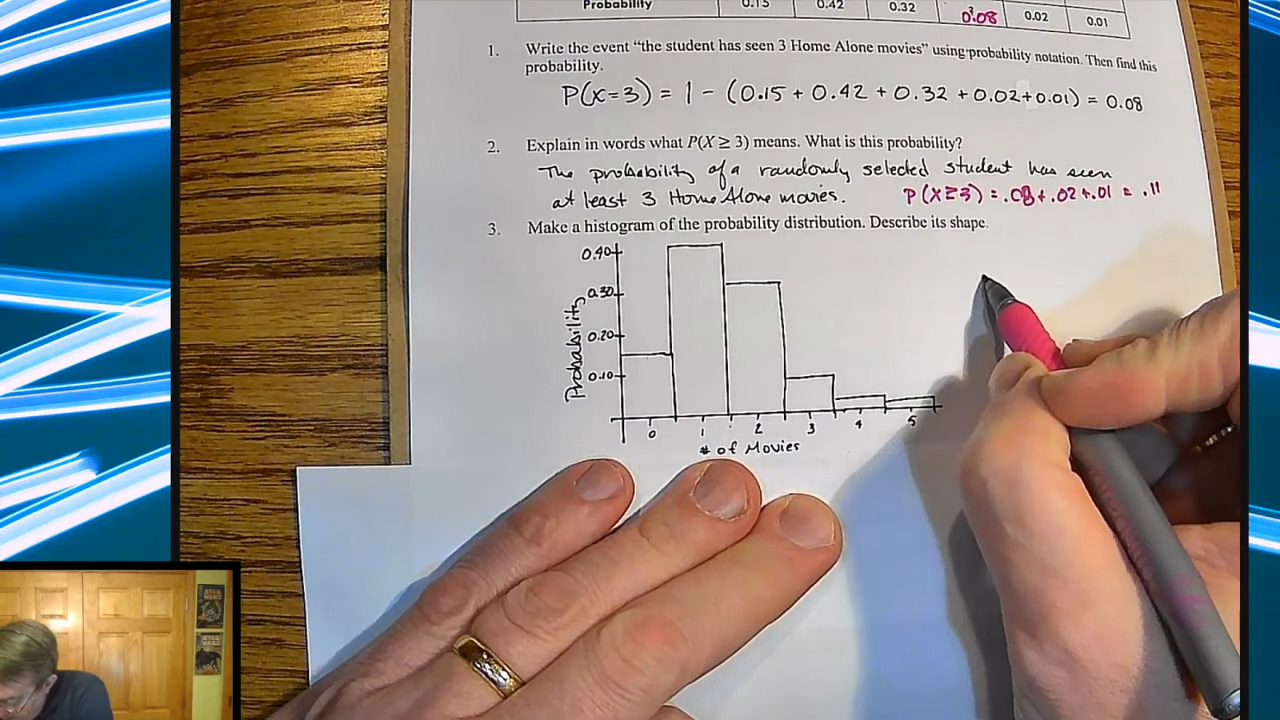 Probability 0.15 0.42 0.32 0.08 0.02 0.01
1. Write the event “the student has seen 3 Home Alone movies” using probability notation. Then find this
probability.
P(X=3) = 1 - (0.15 + 0.42 + 0.32 + 0.02+0.01) = 0.08
2. Explain in words what P(X ≥ 3) means. What is this probability?
The probability of a randomly selected student has seen
at least 3 Home Alone movies. P(X≥3) = .08+.02+.01 = .11
3. Make a histogram of the probability distribution. Describe its shape.
0.40
0.30
0.20
0.10
Probability
0 1 2 3 4 5
# of Movies
STAR WARS
STAR WARS